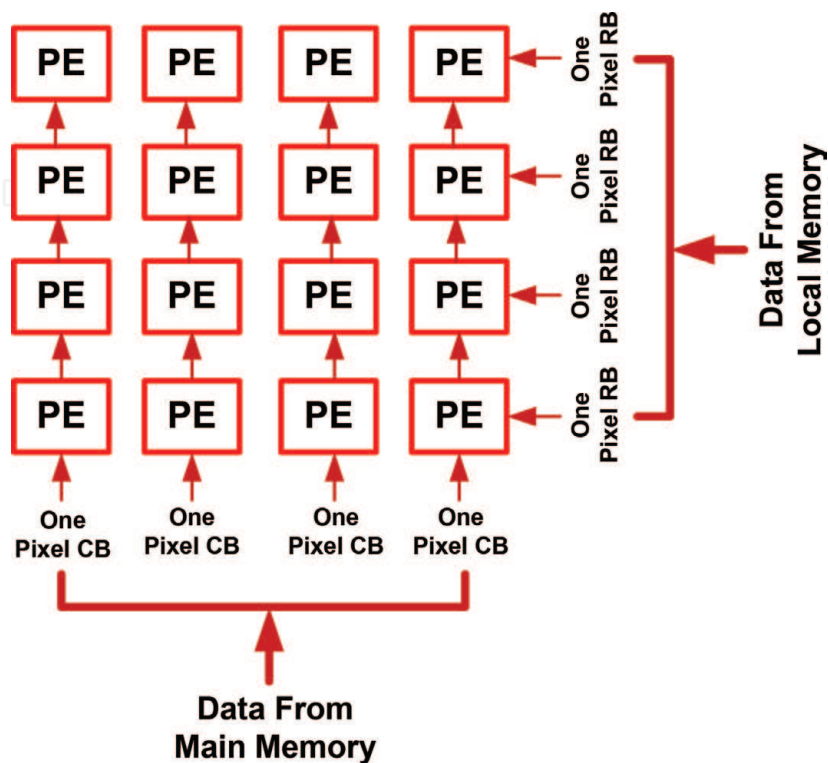 PE PE PE PE
One
Pixel RB
PE PE PE PE
One
Pixel RB
PE PE PE PE
One
Pixel RB
PE PE PE PE
One
Pixel RB
Data From
Local Memory
One
Pixel CB
One
Pixel CB
One
Pixel CB
One
Pixel CB
Data From
Main Memory